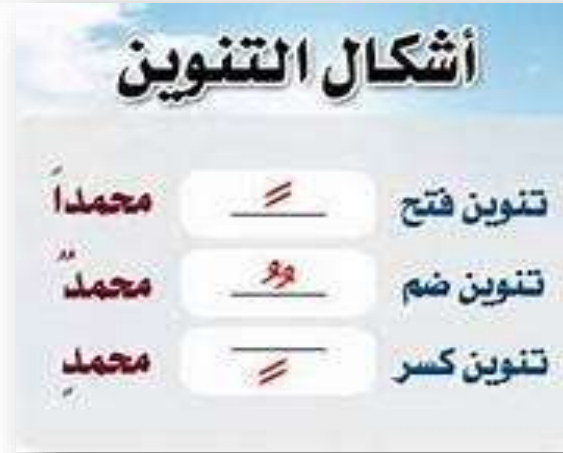 أشكال التنوين
تنوين فتح ـً محمداً
تنوين ضم ـٌ محمدٌ
تنوين كسر ـٍ محمدٍ